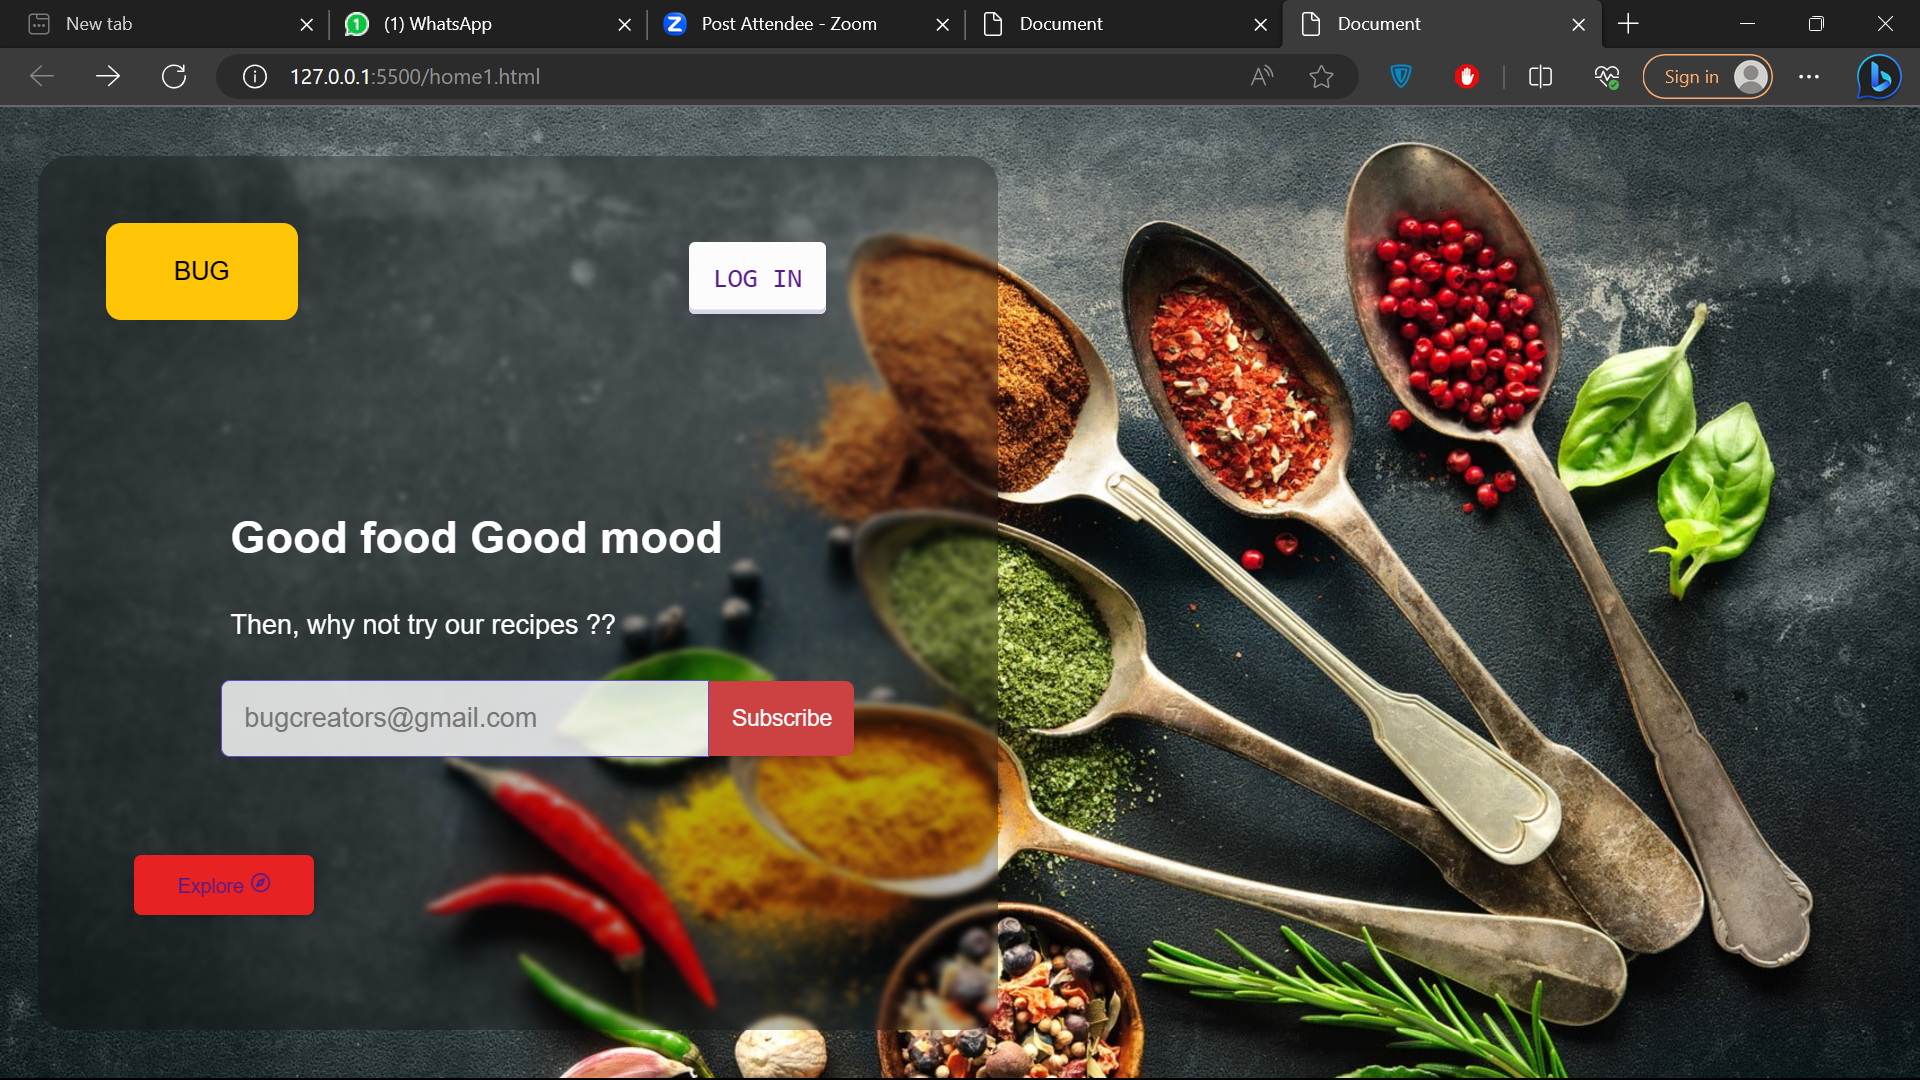 New tab
(1) WhatsApp
Post Attendee - Zoom
Document
Document
127.0.0.1:5500/home1.html
Sign in
BUG
LOG IN
Good food Good mood
Then, why not try our recipes ??
bugcreators@gmail.com
Subscribe
Explore